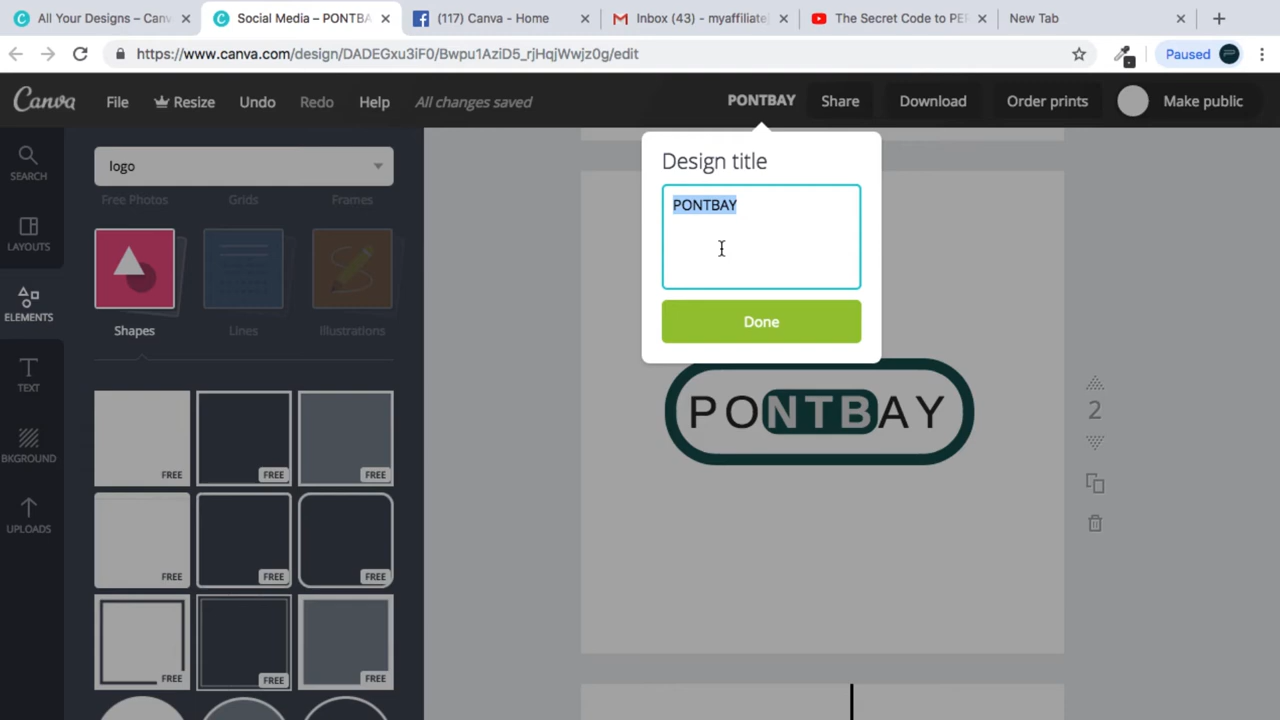 All Your Designs – Canv
Social Media – PONTBA
(117) Canva - Home
Inbox (43) - myaffiliate
The Secret Code to PER
New Tab
https://www.canva.com/design/DADEGxu3iF0/Bwpu1AziD5_rjHqjWwjz0g/edit
Paused
Canva
File
Resize
Undo
Redo
Help
All changes saved
PONTBAY
Share
Download
Order prints
Make public
SEARCH
LAYOUTS
ELEMENTS
TEXT
BKGROUND
UPLOADS
logo
Free Photos
Grids
Frames
Shapes
Lines
Illustrations
FREE
FREE
FREE
FREE
FREE
FREE
FREE
FREE
FREE
Design title
PONTBAY
Done
PONTBAY
2